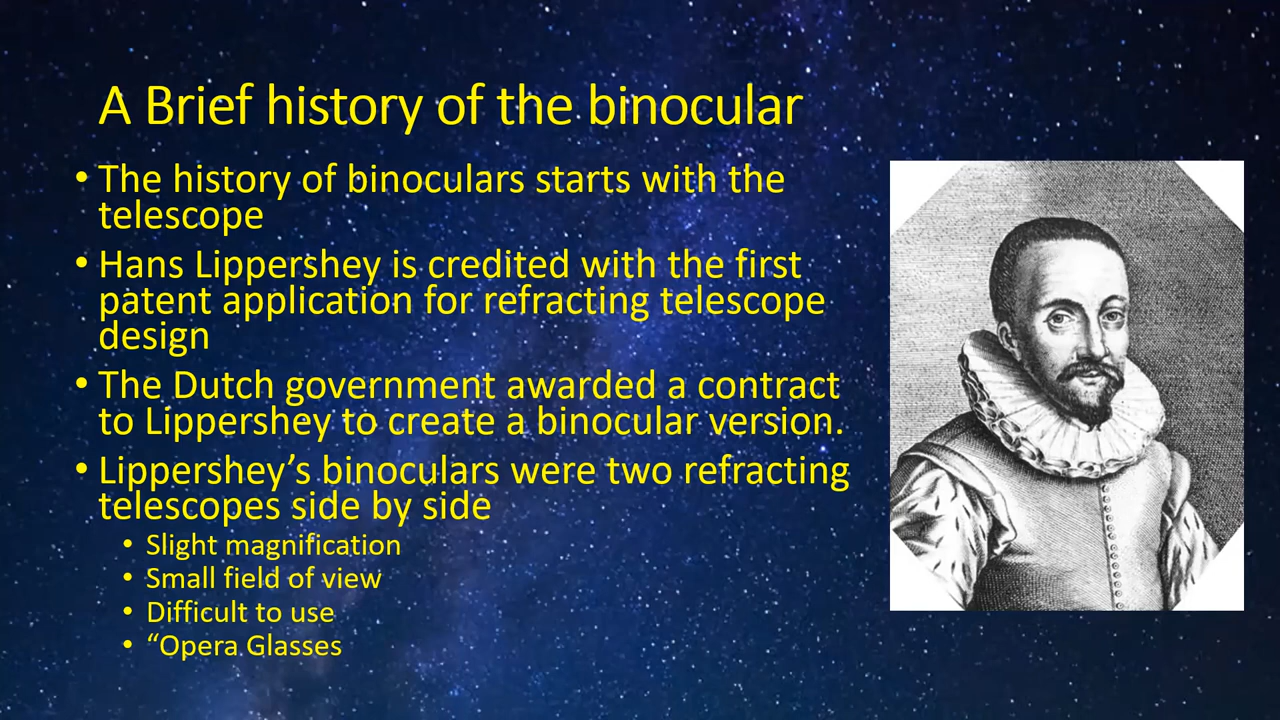 A Brief history of the binocular
• The history of binoculars starts with the
telescope
• Hans Lippershey is credited with the first
patent application for refracting telescope
design
• The Dutch government awarded a contract
to Lippershey to create a binocular version.
• Lippershey’s binoculars were two refracting
telescopes side by side
• Slight magnification
• Small field of view
• Difficult to use
• “Opera Glasses